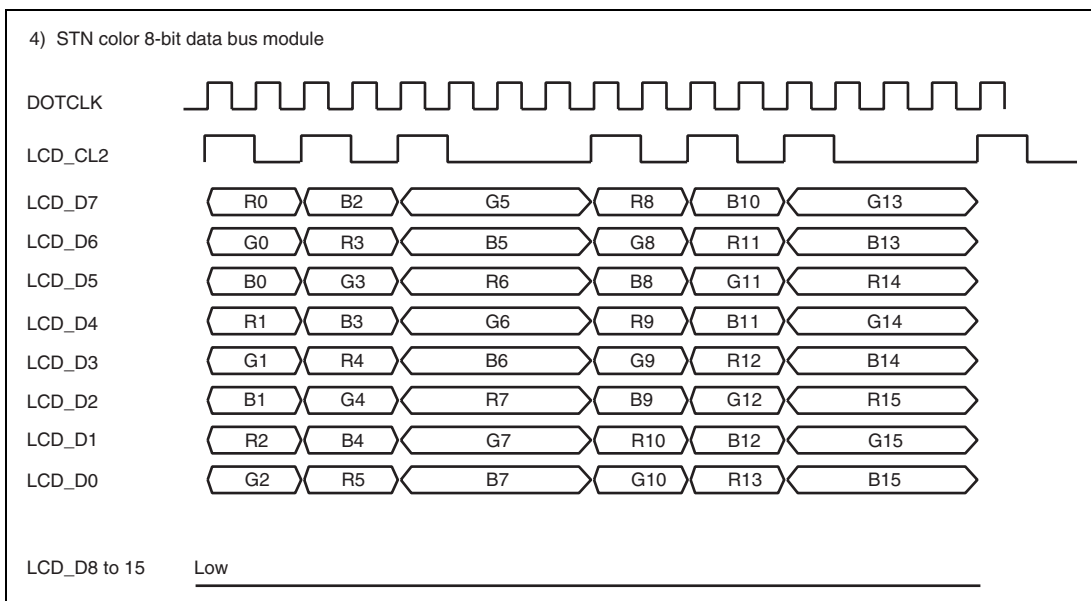 4) STN color 8-bit data bus module
DOTCLK
LCD_CL2
LCD_D7 R0 B2 G5 R8 B10 G13
LCD_D6 G0 R3 B5 G8 R11 B13
LCD_D5 B0 G3 R6 B8 G11 R14
LCD_D4 R1 B3 G6 R9 B11 G14
LCD_D3 G1 R4 B6 G9 R12 B14
LCD_D2 B1 G4 R7 B9 G12 R15
LCD_D1 R2 B4 G7 R10 B12 G15
LCD_D0 G2 R5 B7 G10 R13 B15
LCD_D8 to 15 Low